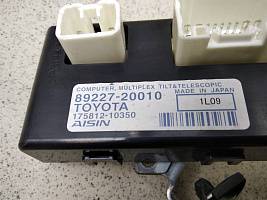 COMPUTER, MULTIPLEX TILT&TELESCOPIC
89227-20010 MADE IN JAPAN
TOYOTA 1L09
175812-10350
AISIN